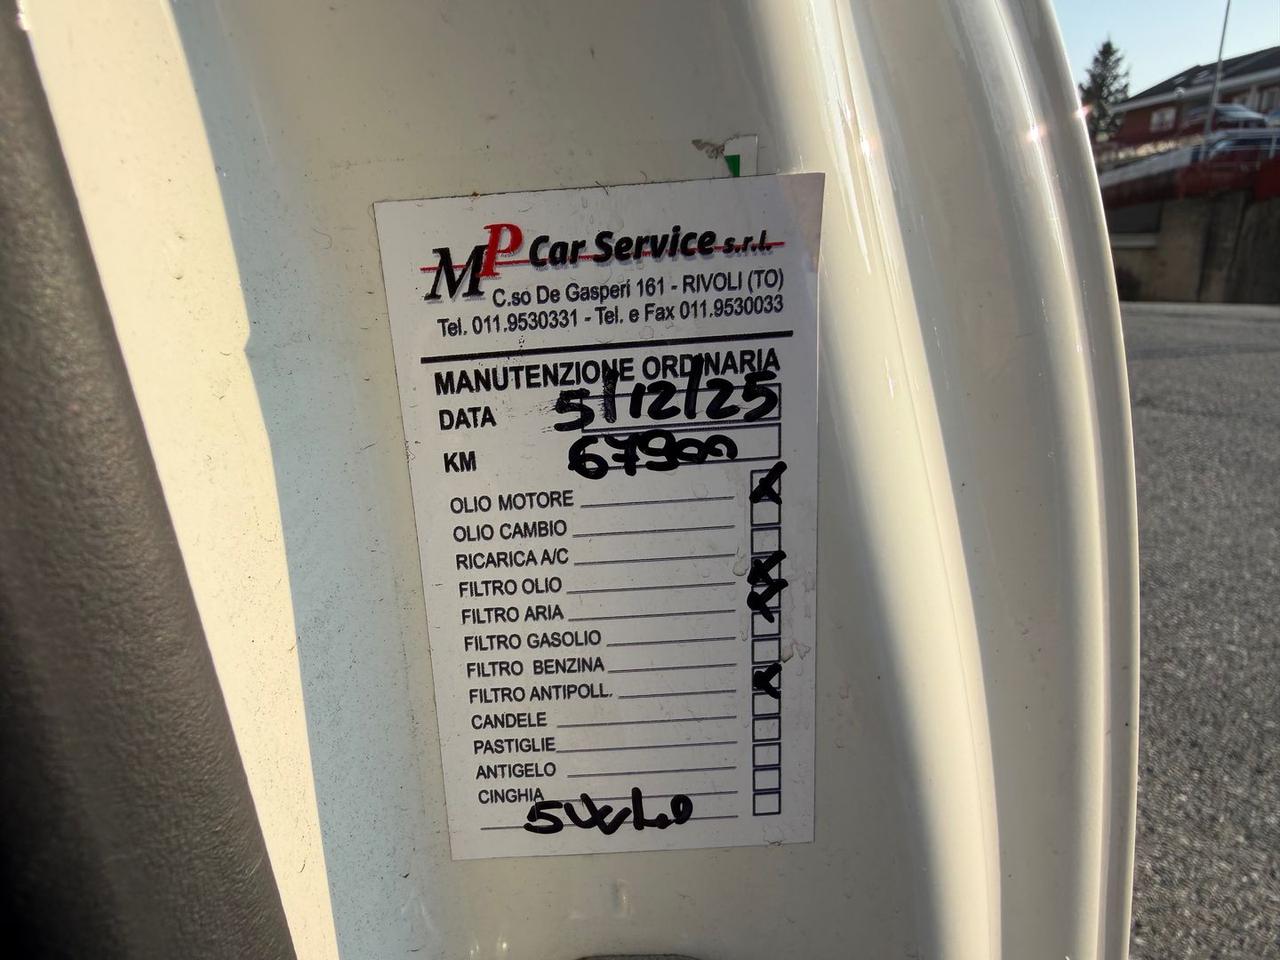 MP Car Service s.r.l.
C.so De Gasperi 161 - RIVOLI (TO)
Tel. 011.9530331 - Tel. e Fax 011.9530033
MANUTENZIONE ORDINARIA
DATA 5/12/25
KM 67900
OLIO MOTORE X
OLIO CAMBIO
RICARICA A/C
FILTRO OLIO X
FILTRO ARIA X
FILTRO GASOLIO
FILTRO BENZINA
FILTRO ANTIPOLL. X
CANDELE
PASTIGLIE
ANTIGELO
CINGHIA